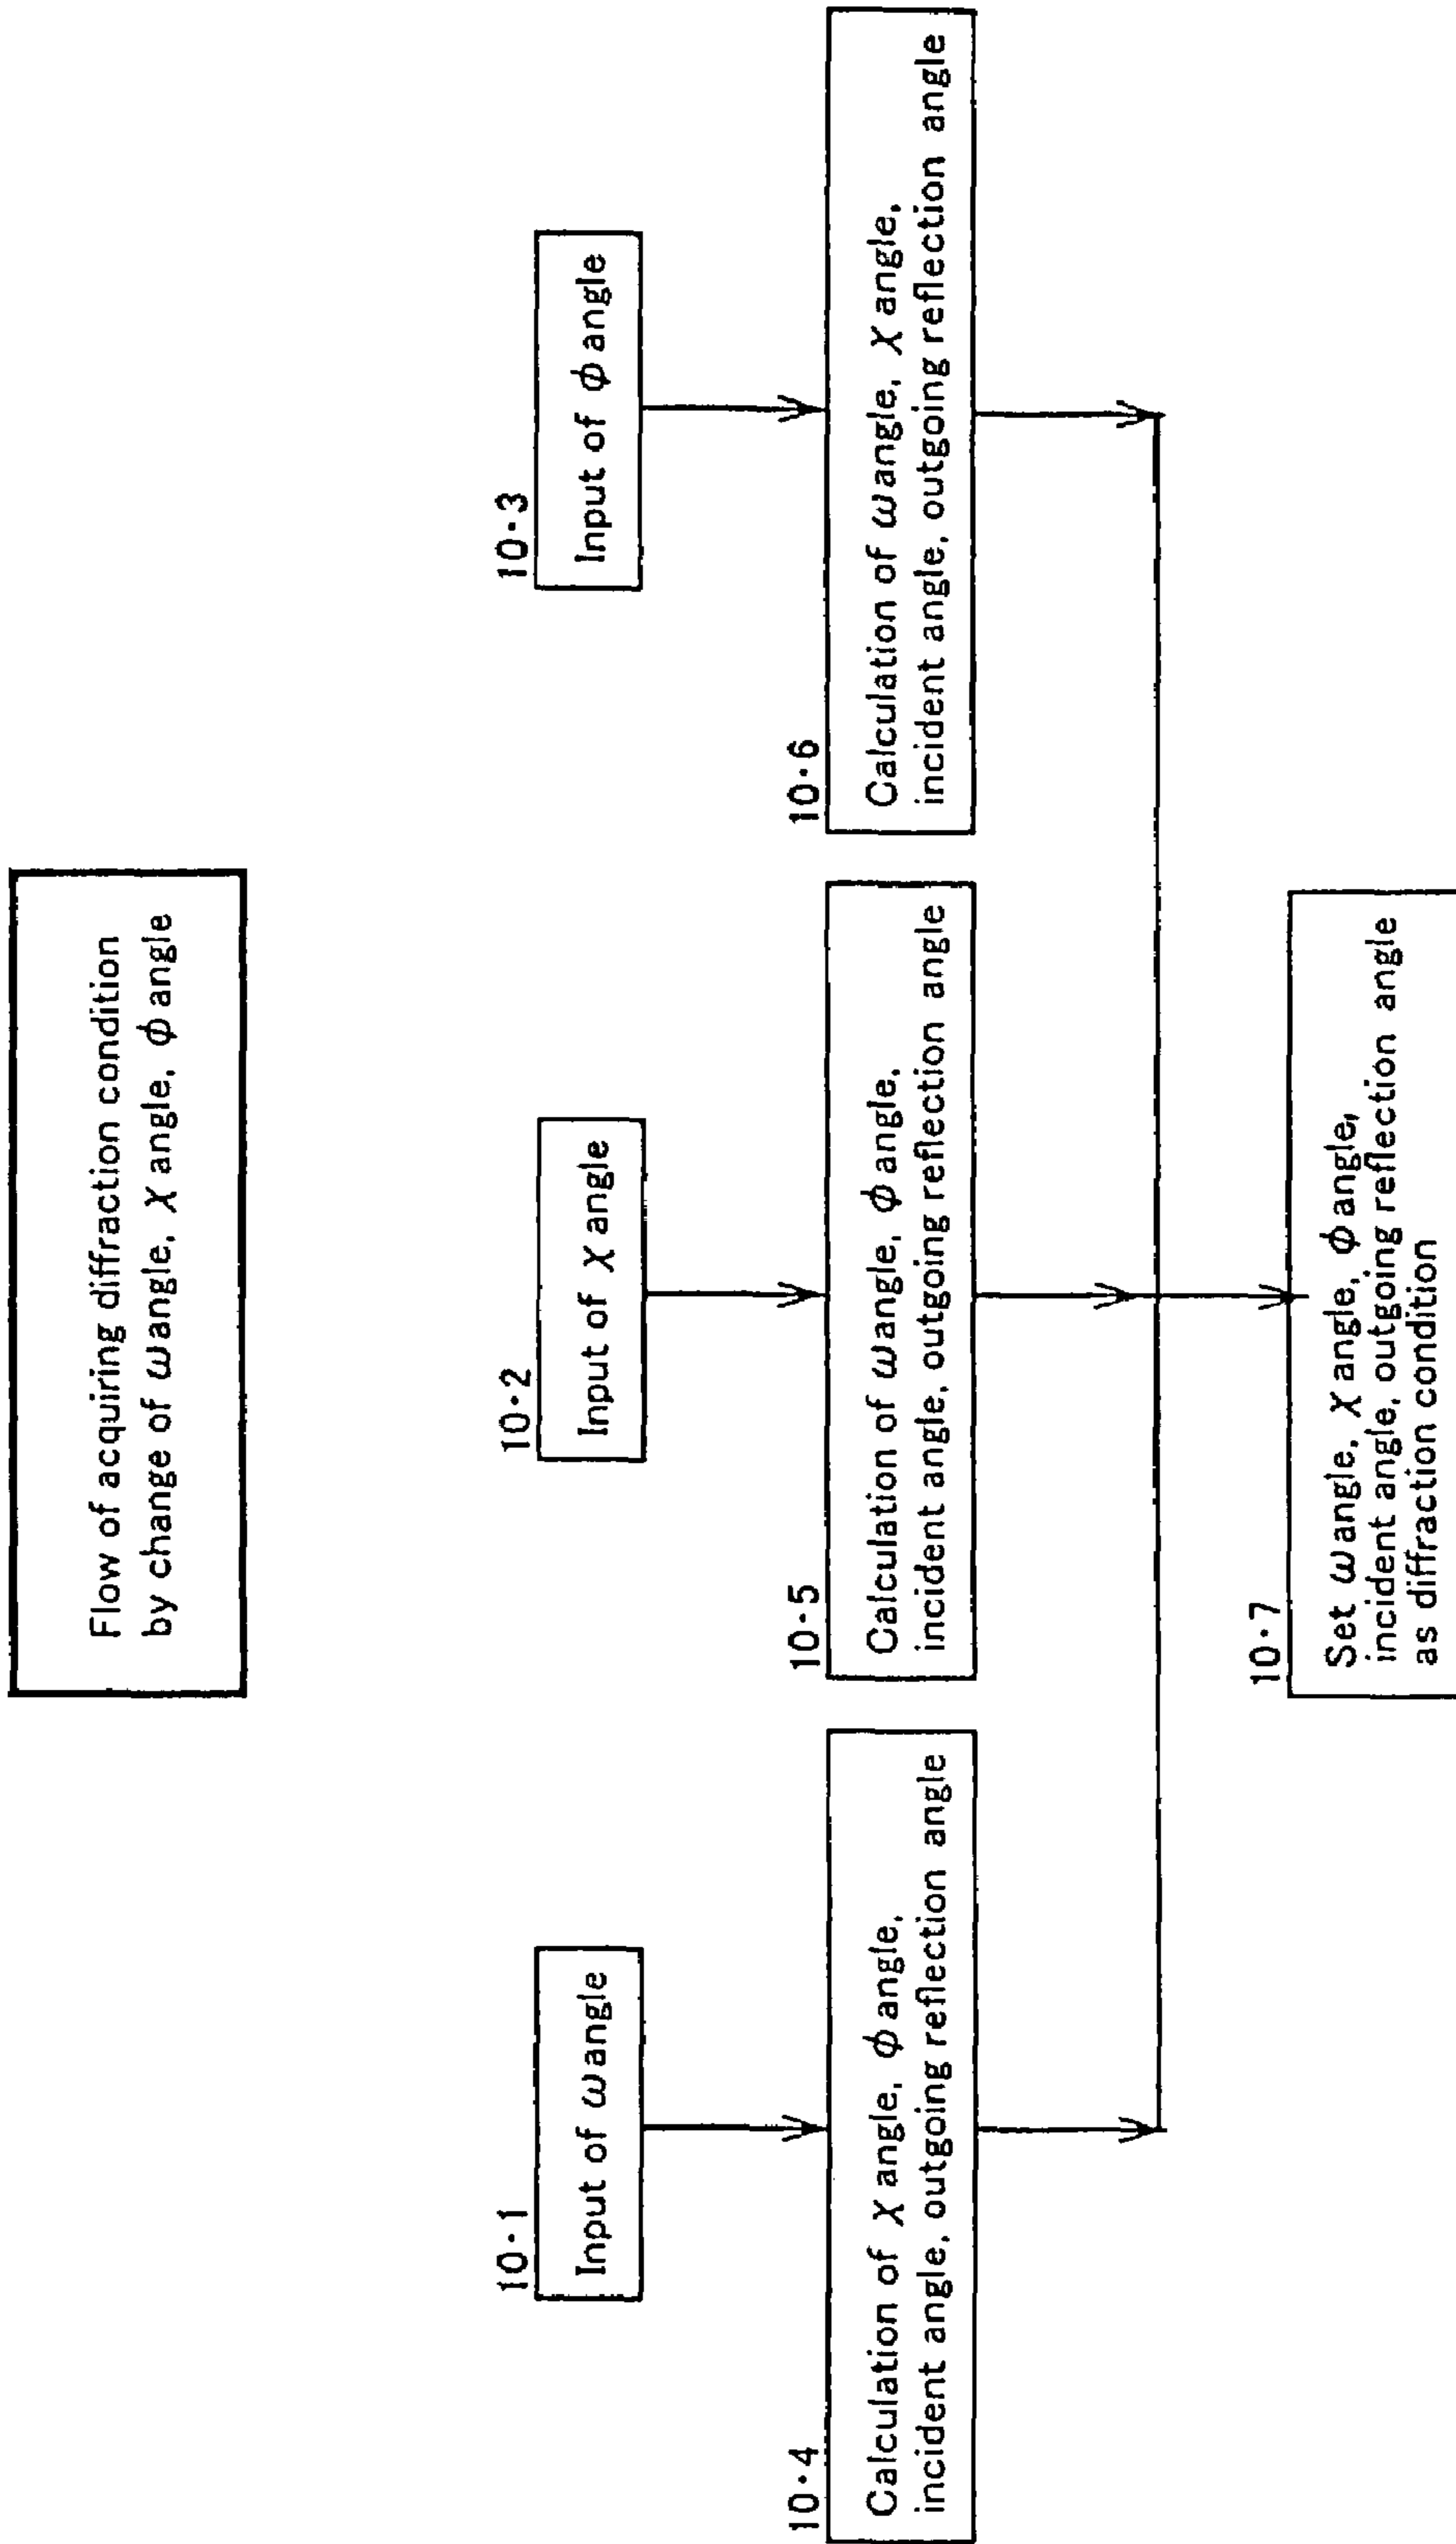 Flow of acquiring diffraction condition
by change of ω angle, χ angle, φ angle
10·1
Input of ω angle
10·2
Input of χ angle
10·3
Input of φ angle
10·4
Calculation of χ angle, φ angle,
incident angle, outgoing reflection angle
10·5
Calculation of ω angle, φ angle,
incident angle, outgoing reflection angle
10·6
Calculation of ω angle, χ angle,
incident angle, outgoing reflection angle
10·7
Set ω angle, χ angle, φ angle,
incident angle, outgoing reflection angle
as diffraction condition